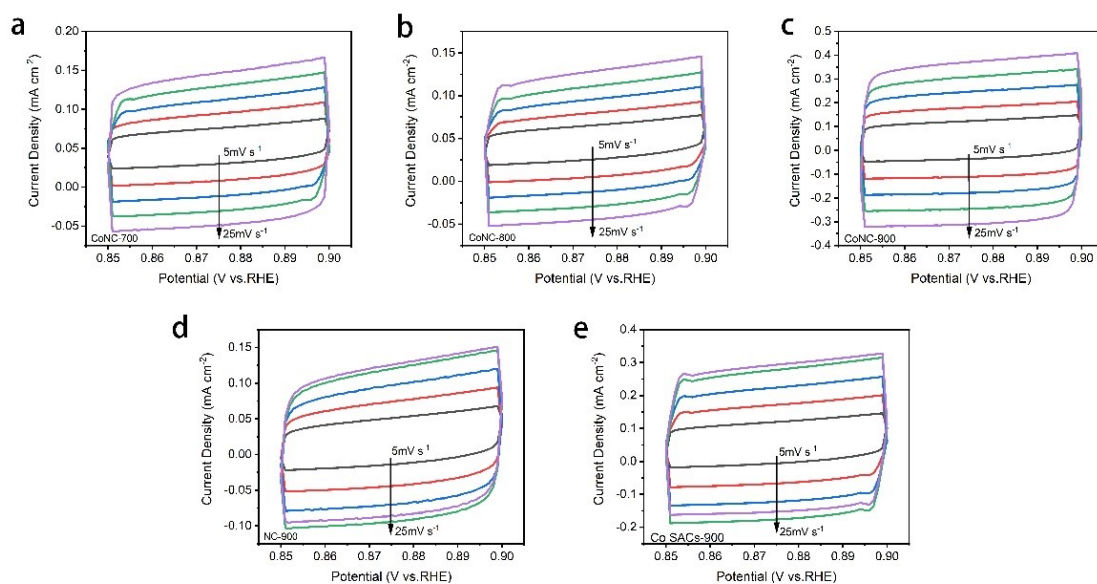 a
Current Density (mA cm⁻²)
0.20
0.15
0.10
0.05
0.00
-0.05
5mV s⁻¹
25mV s⁻¹
CoNC-700
0.85 0.86 0.87 0.88 0.89 0.90
Potential (V vs.RHE)
b
Current Density (mA cm⁻²)
0.15
0.10
0.05
0.00
-0.05
5mV s⁻¹
25mV s⁻¹
CoNC-800
0.85 0.86 0.87 0.88 0.89 0.90
Potential (V vs.RHE)
c
Current Density (mA cm⁻²)
0.5
0.4
0.3
0.2
0.1
0.0
-0.1
-0.2
-0.3
-0.4
5mV s⁻¹
25mV s⁻¹
CoNC-900
0.85 0.86 0.87 0.88 0.89 0.90
Potential (V vs.RHE)
d
Current Density (mA cm⁻²)
0.15
0.10
0.05
0.00
-0.05
-0.10
5mV s⁻¹
25mV s⁻¹
NC-900
0.85 0.86 0.87 0.88 0.89 0.90
Potential (V vs.RHE)
e
Current Density (mA cm⁻²)
0.4
0.3
0.2
0.1
0.0
-0.1
-0.2
5mV s⁻¹
25mV s⁻¹
Co SACs-900
0.85 0.86 0.87 0.88 0.89 0.90
Potential (V vs.RHE)